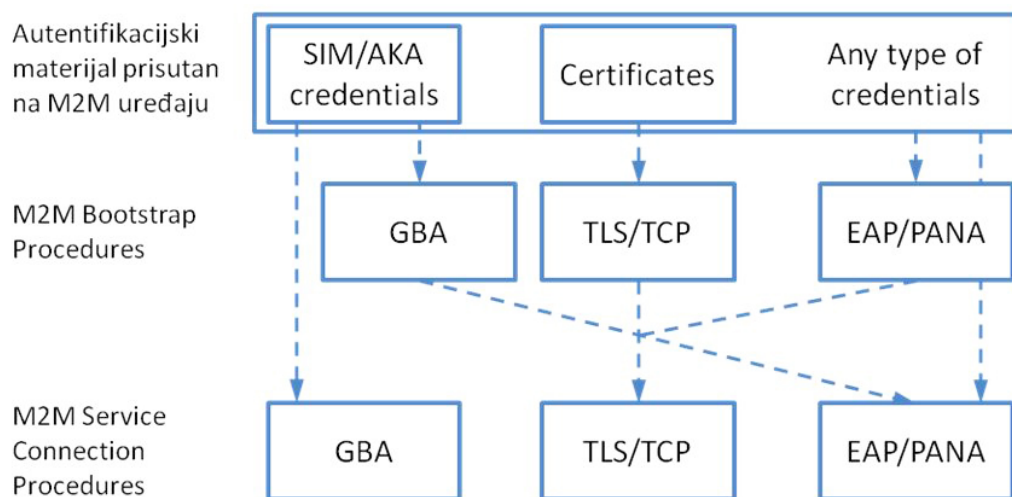 Autentifikacijski
materijal prisutan
na M2M uređaju
SIM/AKA
credentials
Certificates
Any type of
credentials
M2M Bootstrap
Procedures
GBA
TLS/TCP
EAP/PANA
M2M Service
Connection
Procedures
GBA
TLS/TCP
EAP/PANA